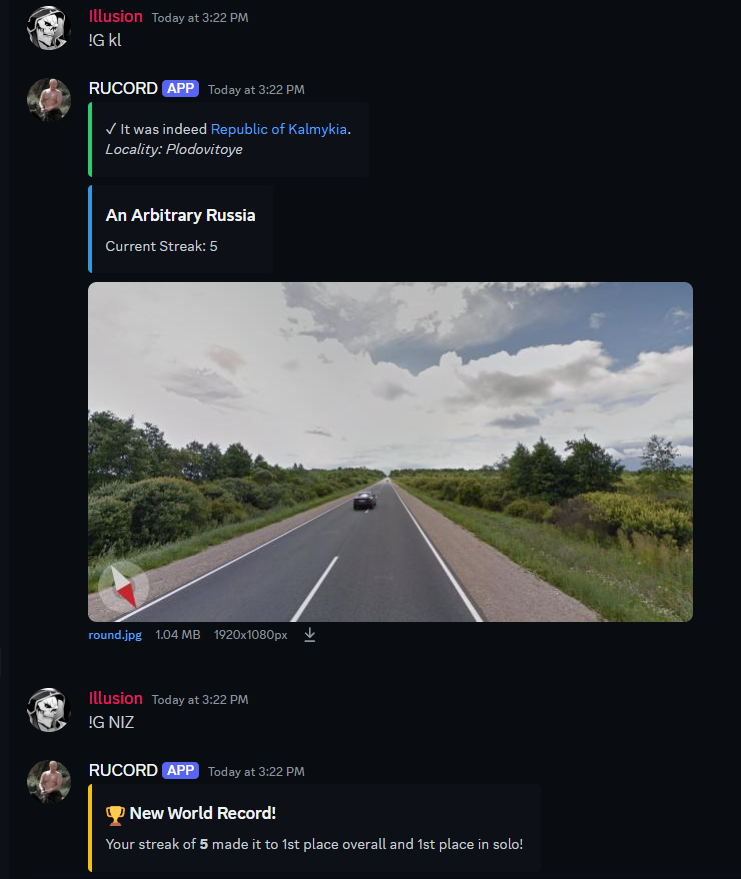 Illusion Today at 3:22 PM
!G kl
RUCORD APP Today at 3:22 PM
✓ It was indeed Republic of Kalmykia.
Locality: Plodovitoye
An Arbitrary Russia
Current Streak: 5
round.jpg 1.04 MB 1920x1080px
Illusion Today at 3:22 PM
!G NIZ
RUCORD APP Today at 3:22 PM
🏆 New World Record!
Your streak of 5 made it to 1st place overall and 1st place in solo!